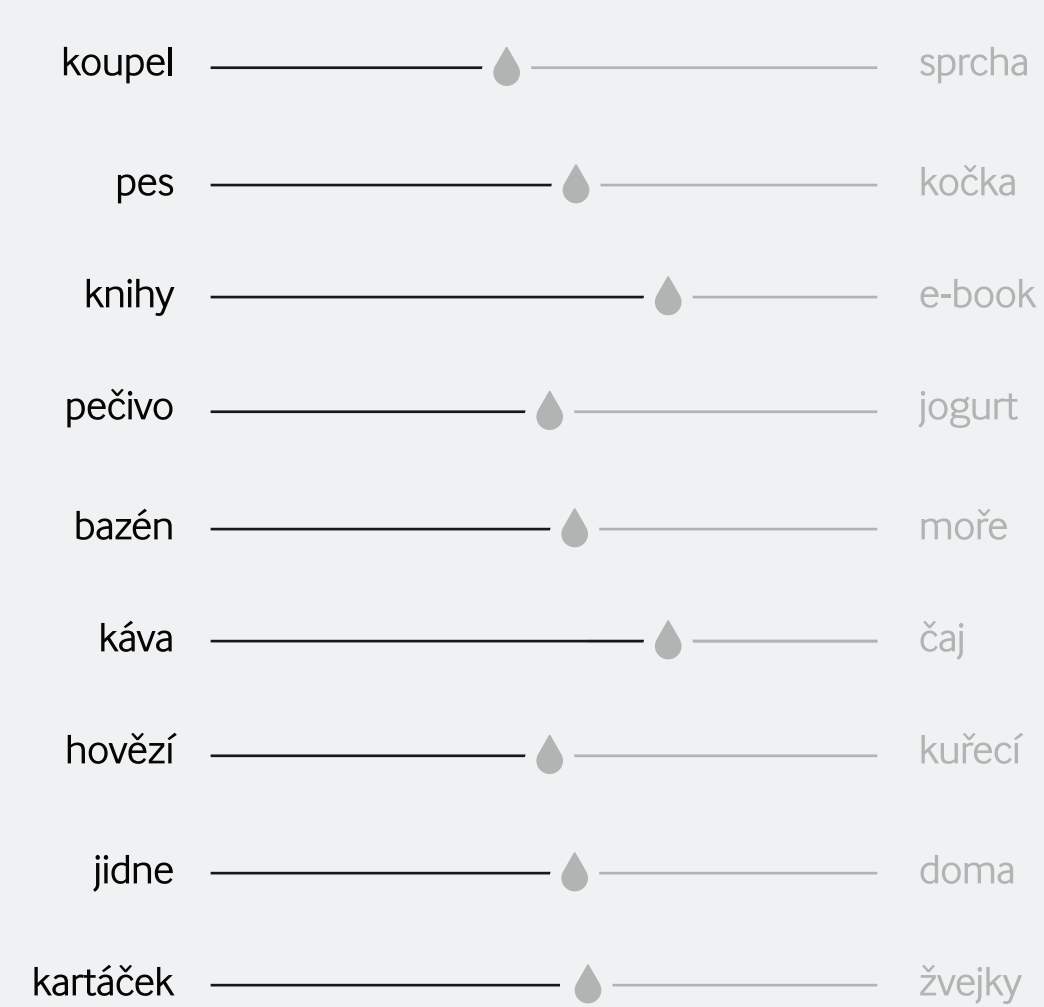 koupel sprcha
pes kočka
knihy e-book
pečivo jogurt
bazén moře
káva čaj
hovězí kuřecí
jidne doma
kartáček žvejky